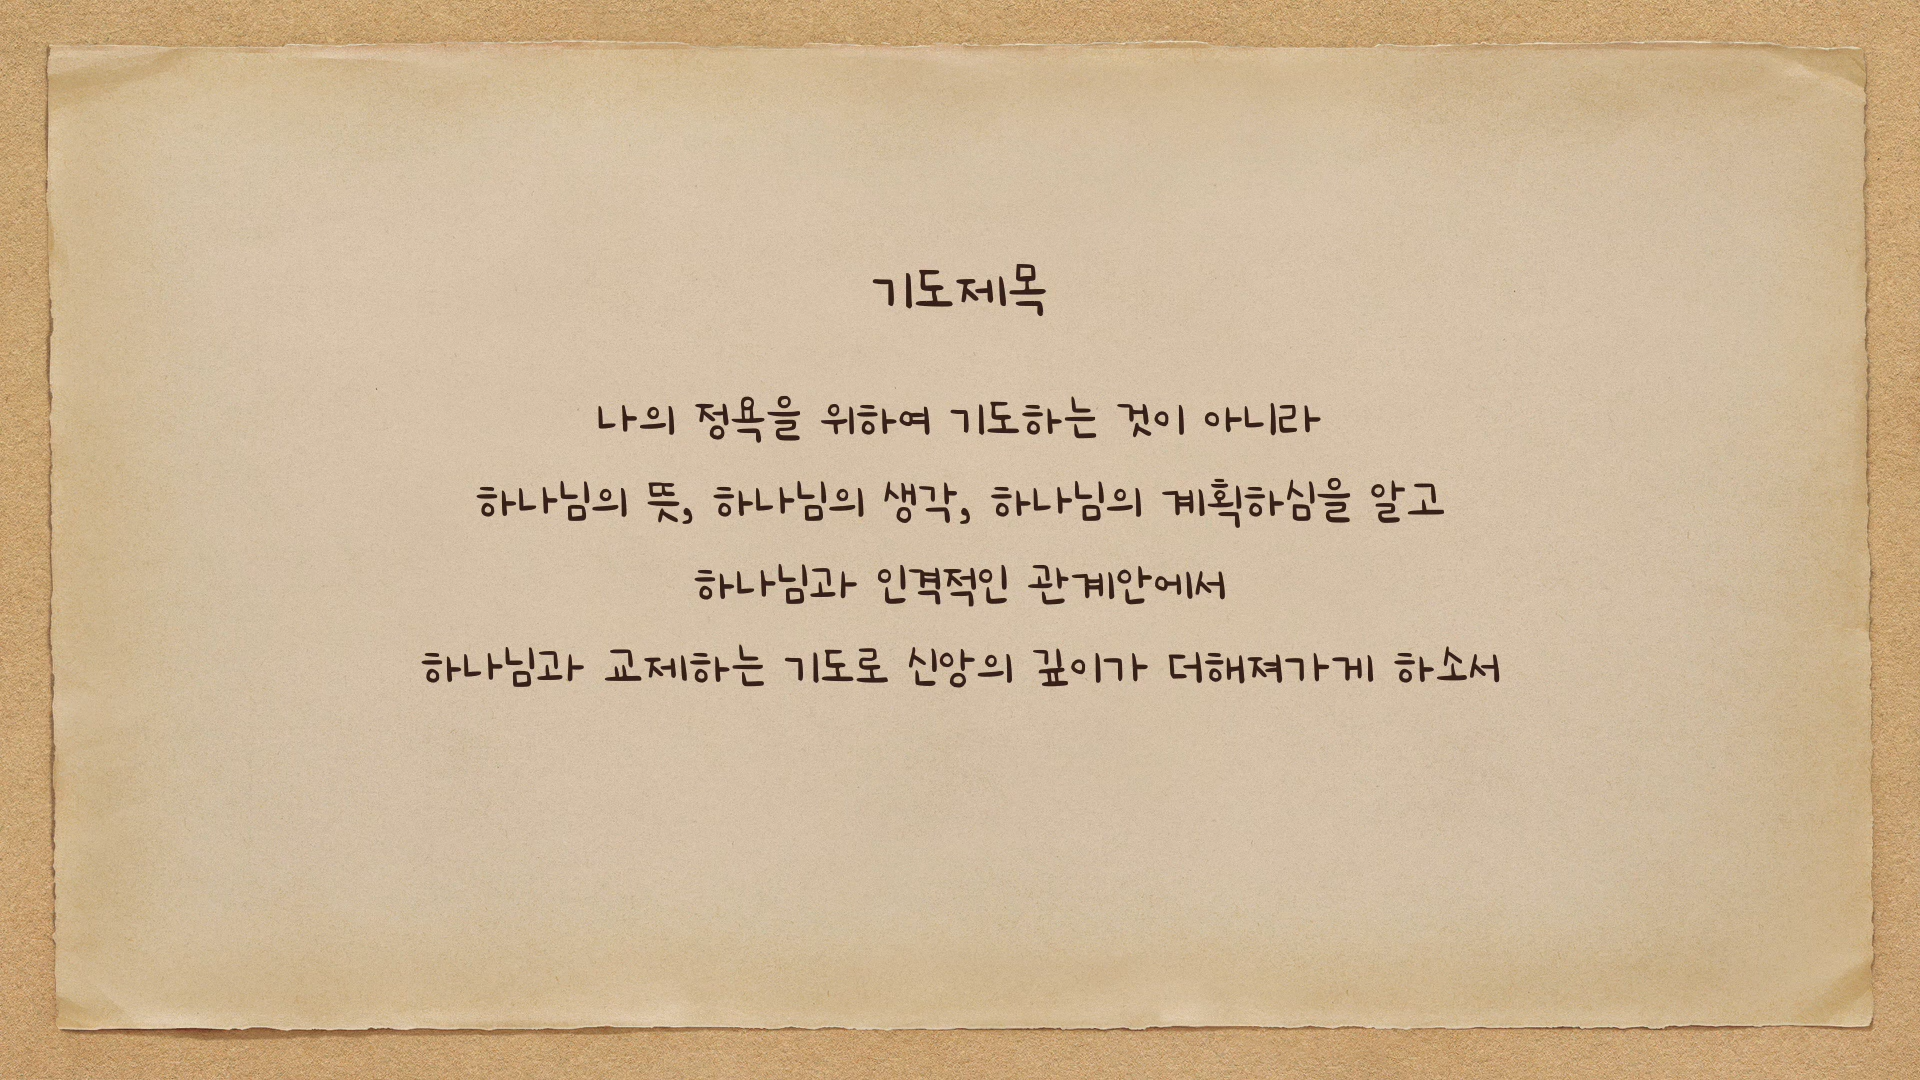 기도제목
나의 정욕을 위하여 기도하는 것이 아니라
하나님의 뜻, 하나님의 생각, 하나님의 계획하심을 알고
하나님과 인격적인 관계안에서
하나님과 교제하는 기도로 신앙의 깊이가 더해져가게 하소서